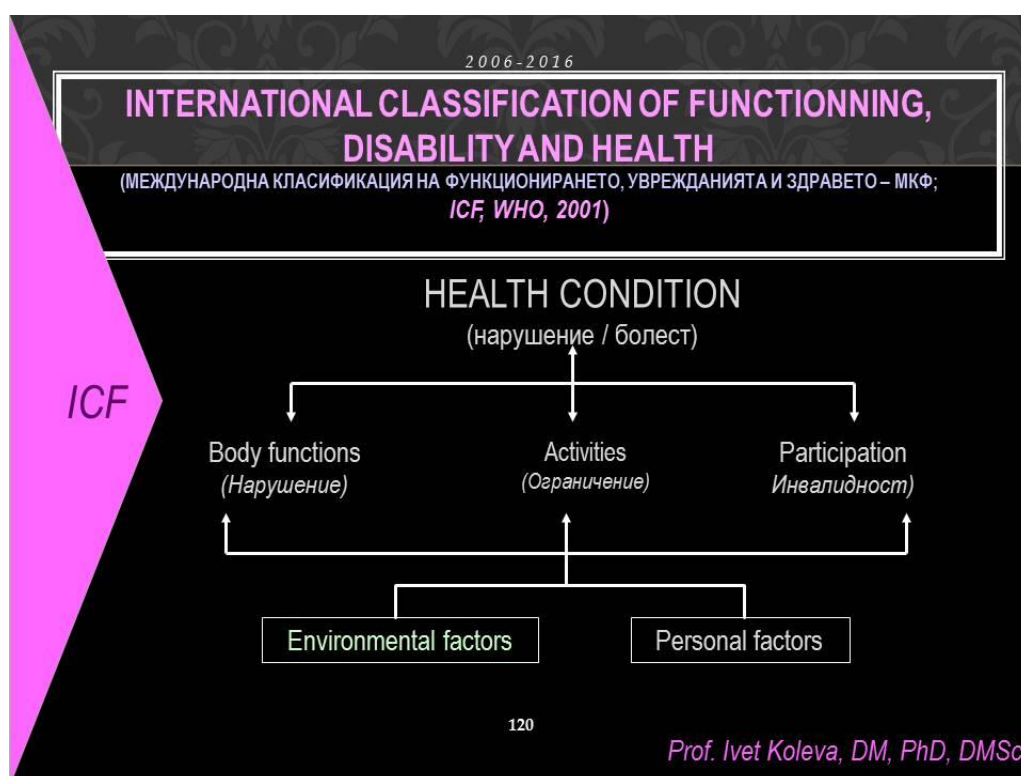 2006-2016
INTERNATIONAL CLASSIFICATION OF FUNCTIONNING,
DISABILITY AND HEALTH
(МЕЖДУНАРОДНА КЛАСИФИКАЦИЯ НА ФУНКЦИОНИРАНЕТО, УВРЕЖДАНИЯТА И ЗДРАВЕТО – МКФ;
ICF, WHO, 2001)
HEALTH CONDITION
(нарушение / болест)
ICF
Body functions
(Нарушение)
Activities
(Ограничение)
Participation
Инвалидност)
Environmental factors
Personal factors
120
Prof. Ivet Koleva, DM, PhD, DMSc